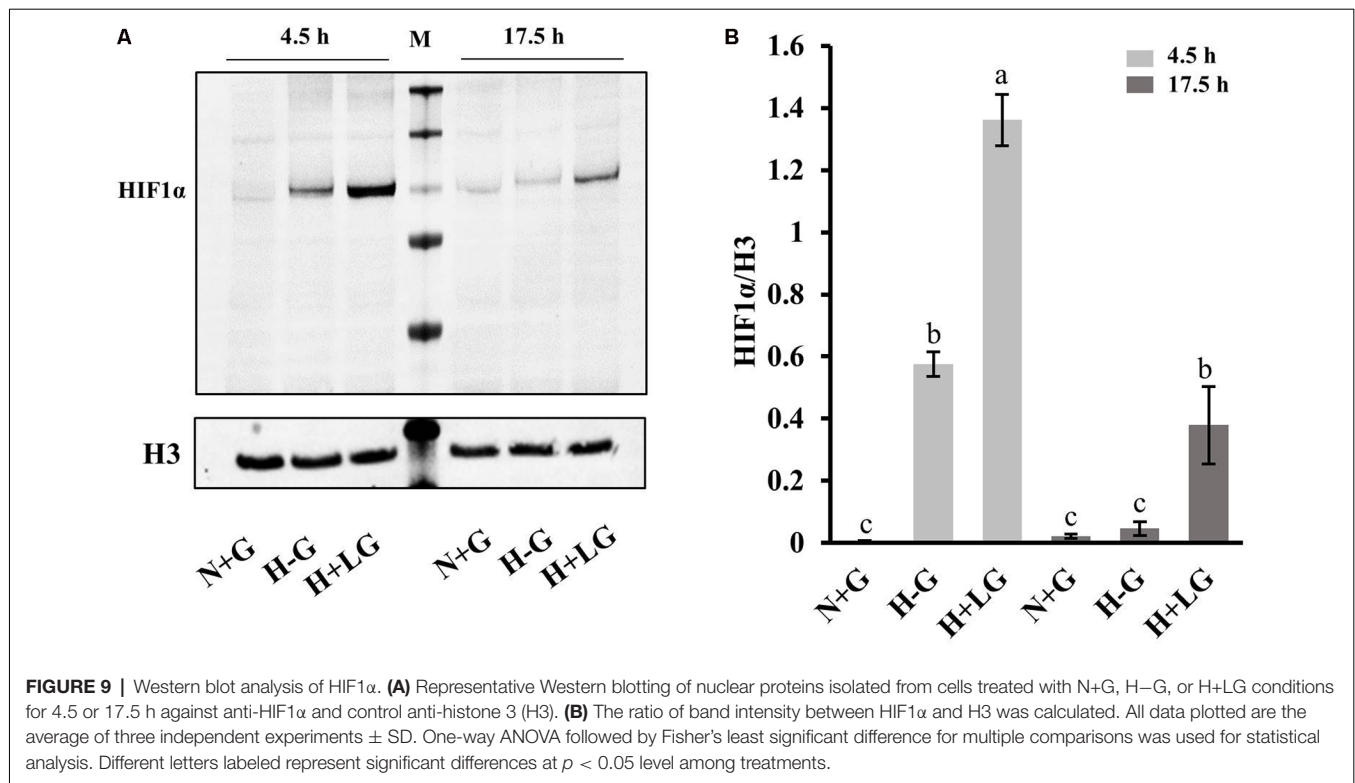 A
4.5 h M 17.5 h
HIF1α
H3
N+G H-G H+LG N+G H-G H+LG
B
1.6
1.4
1.2
1
0.8
0.6
0.4
0.2
0
HIF1α/H3
4.5 h
17.5 h
c b a c c b
N+G H-G H+LG N+G H-G H+LG
FIGURE 9 | Western blot analysis of HIF1α. (A) Representative Western blotting of nuclear proteins isolated from cells treated with N+G, H−G, or H+LG conditions
for 4.5 or 17.5 h against anti-HIF1α and control anti-histone 3 (H3). (B) The ratio of band intensity between HIF1α and H3 was calculated. All data plotted are the
average of three independent experiments ± SD. One-way ANOVA followed by Fisher's least significant difference for multiple comparisons was used for statistical
analysis. Different letters labeled represent significant differences at p < 0.05 level among treatments.